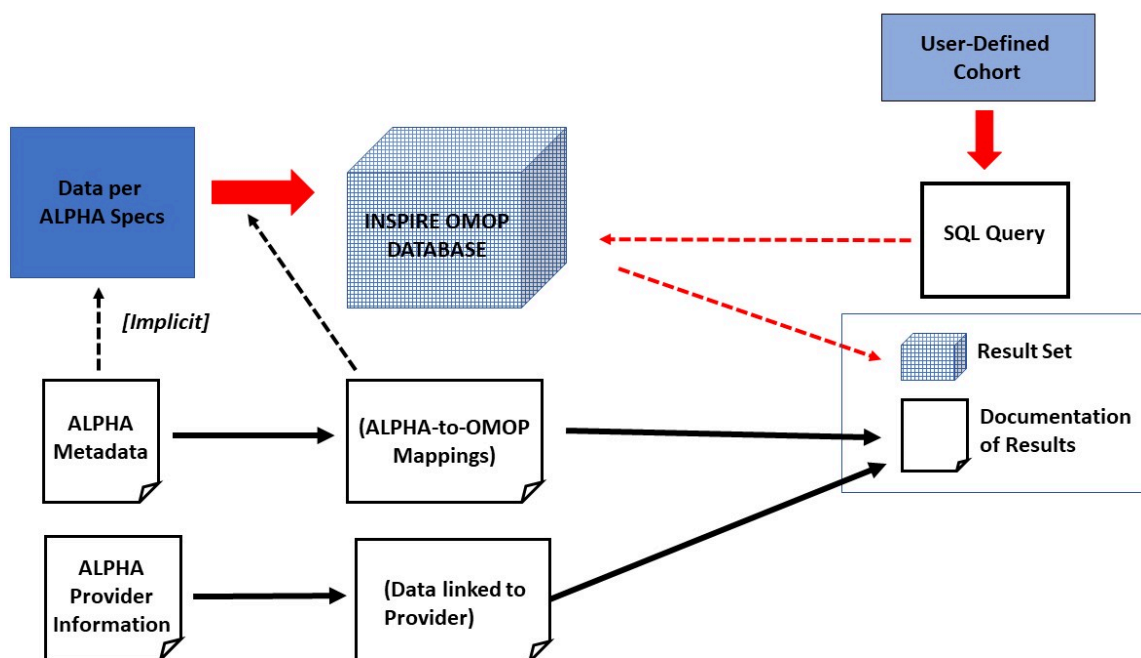 User-Defined
Cohort
Data per
ALPHA Specs
INSPIRE OMOP
DATABASE
SQL Query
[Implicit]
Result Set
ALPHA
Metadata
(ALPHA-to-OMOP
Mappings)
Documentation
of Results
ALPHA
Provider
Information
(Data linked to
Provider)